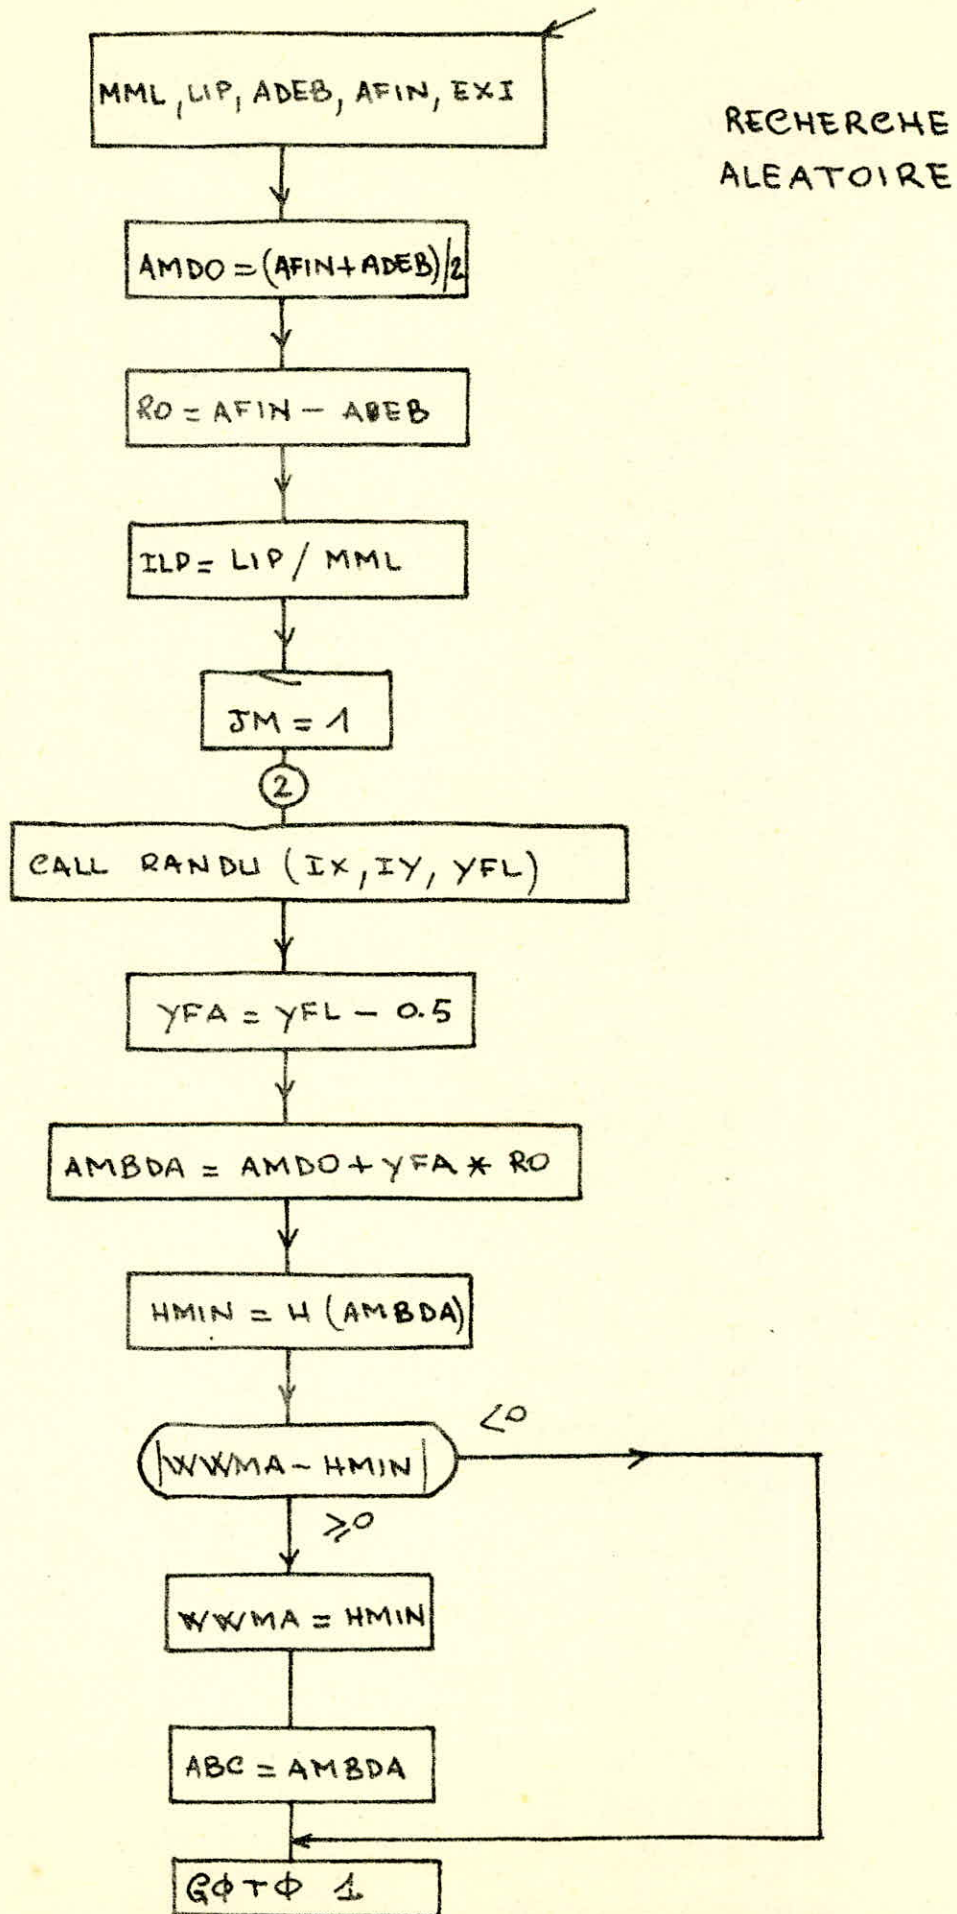 MML, LIP, ADEB, AFIN, EXI
RECHERCHE
ALEATOIRE
AMDO = (AFIN+ADEB)/2
RO = AFIN - ADEB
ILP = LIP / MML
JM = 1
2
CALL RANDU (IX, IY, YFL)
YFA = YFL - 0.5
AMBDA = AMDO + YFA * RO
HMIN = H (AMBDA)
<0
|WWMA - HMIN|
≥0
WWMA = HMIN
ABC = AMBDA
GΦTΦ 1